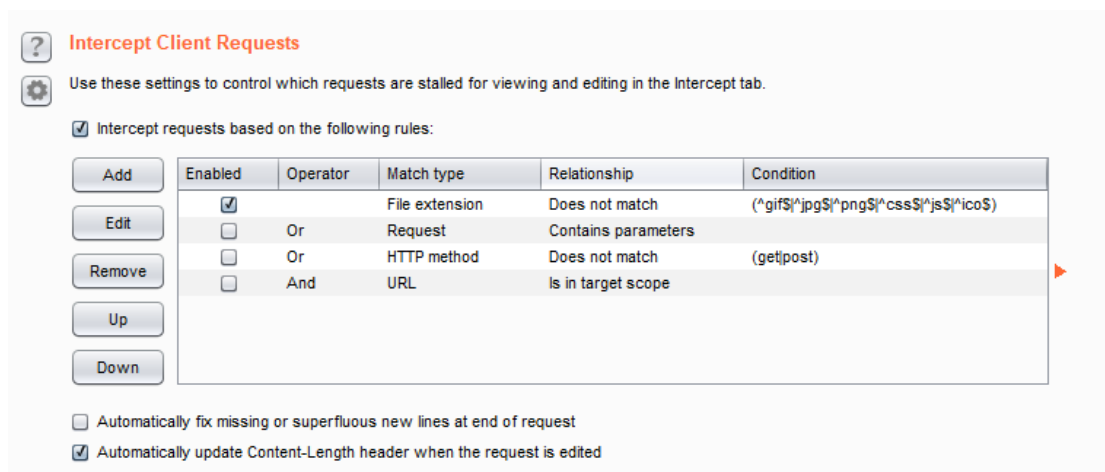 ?
Intercept Client Requests
Use these settings to control which requests are stalled for viewing and editing in the Intercept tab.
Intercept requests based on the following rules:
Add
Edit
Remove
Up
Down
Enabled Operator Match type Relationship Condition
File extension Does not match (^gif$|^jpg$|^png$|^css$|^js$|^ico$)
Or Request Contains parameters
Or HTTP method Does not match (get|post)
And URL Is in target scope
Automatically fix missing or superfluous new lines at end of request
Automatically update Content-Length header when the request is edited